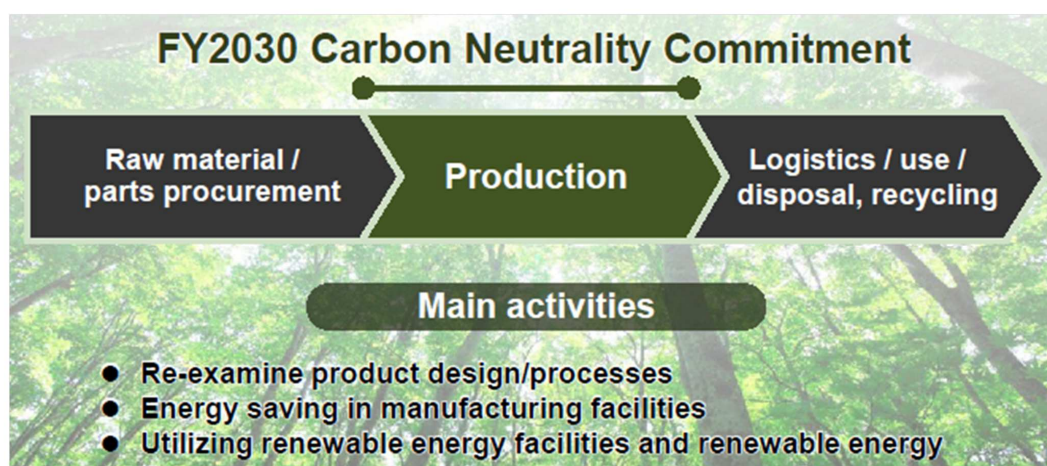 FY2030 Carbon Neutrality Commitment
Raw material /
parts procurement
Production
Logistics / use /
disposal, recycling
Main activities
● Re-examine product design/processes
● Energy saving in manufacturing facilities
● Utilizing renewable energy facilities and renewable energy